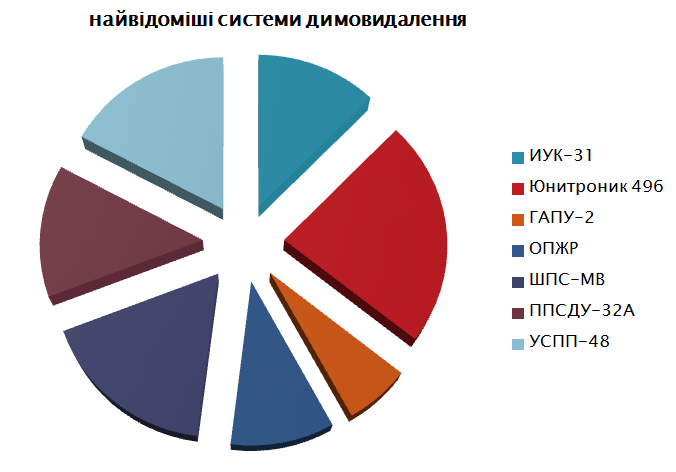 найвідоміші системи димовидалення
ИУК-31
Юнитроник 496
ГАПУ-2
ОПЖР
ШПС-МВ
ППСДУ-32А
УСПП-48